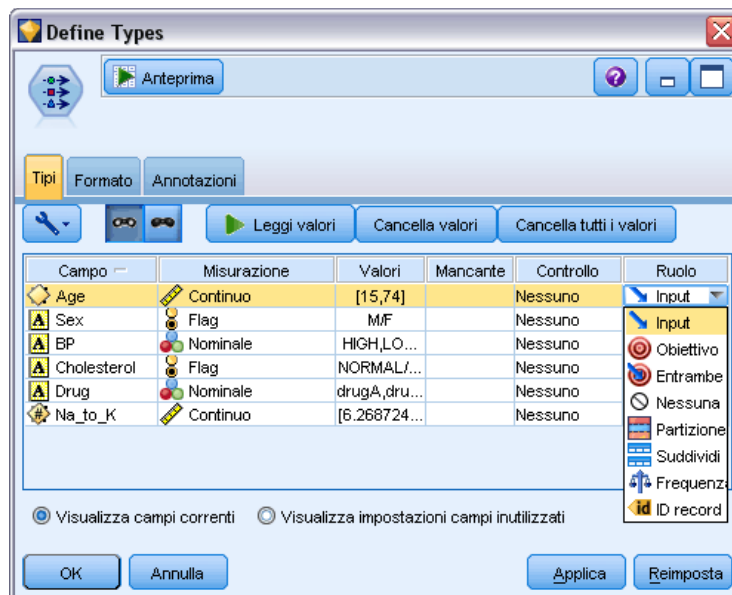 Define Types
Anteprima
Tipi Formato Annotazioni
Leggi valori Cancella valori Cancella tutti i valori
Campo Misurazione Valori Mancante Controllo Ruolo
Age Continuo [15,74] Nessuno Input
A Sex Flag M/F Nessuno Input
A BP Nominale HIGH,LO... Nessuno Obiettivo
A Cholesterol Flag NORMAL/... Nessuno Entrambe
A Drug Nominale drugA,dru... Nessuno Nessuna
# Na_to_K Continuo [6.268724... Nessuno Partizione
Suddividi
Frequenza
id ID record
Visualizza campi correnti Visualizza impostazioni campi inutilizzati
OK Annulla Applica Reimposta